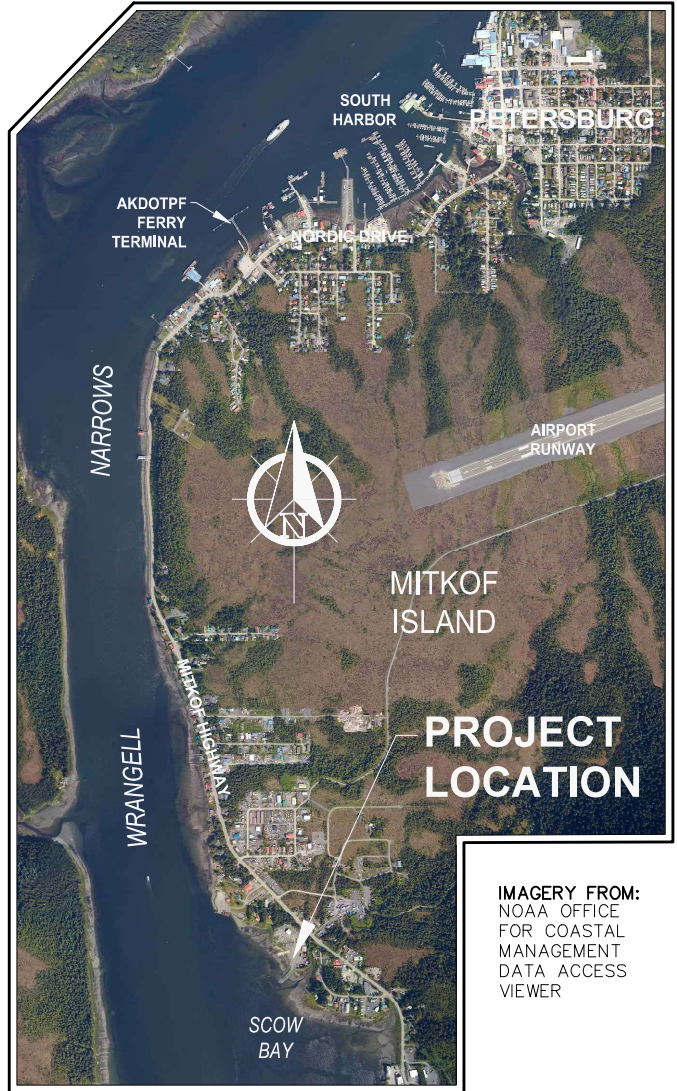 SOUTH
HARBOR
PETERSBURG
AKDOTPF
FERRY
TERMINAL
NORDIC DRIVE
NARROWS
AIRPORT
RUNWAY
N
MITKOF
ISLAND
MITKOF HIGHWAY
PROJECT
LOCATION
WRANGELL
IMAGERY FROM:
NOAA OFFICE
FOR COASTAL
MANAGEMENT
DATA ACCESS
VIEWER
SCOW
BAY